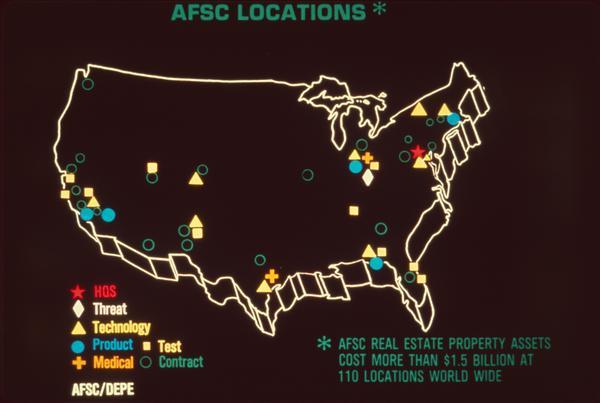 AFSC LOCATIONS *
HQS
Threat
Technology
Product Test
Medical Contract
AFSC/DEPE
* AFSC REAL ESTATE PROPERTY ASSETS
COST MORE THAN $1.5 BILLION AT
110 LOCATIONS WORLD WIDE